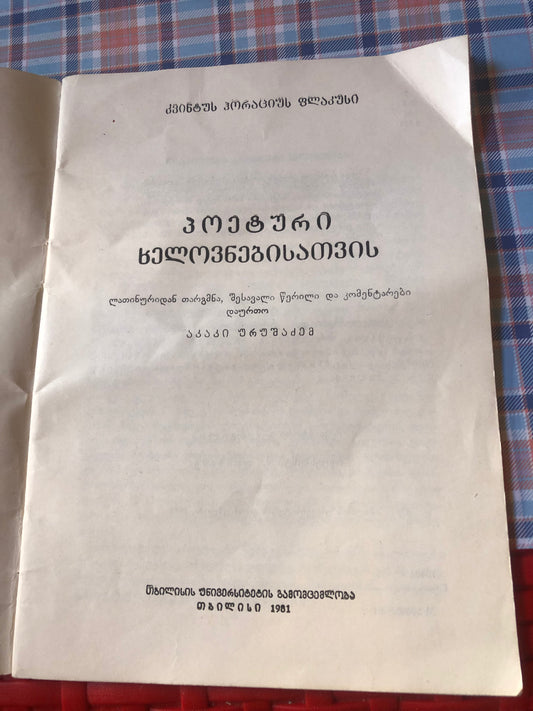 კვინტუს ჰორაციუს ფლაკუსი
პოეტური
ხელოვნებისათვის
ლათინურიდან თარგმნა, შესავალი წერილი და კომენტარები
დაურთო
აკაკი ურუშაძემ
თბილისის უნივერსიტეტის გამომცემლობა
თბილისი 1981